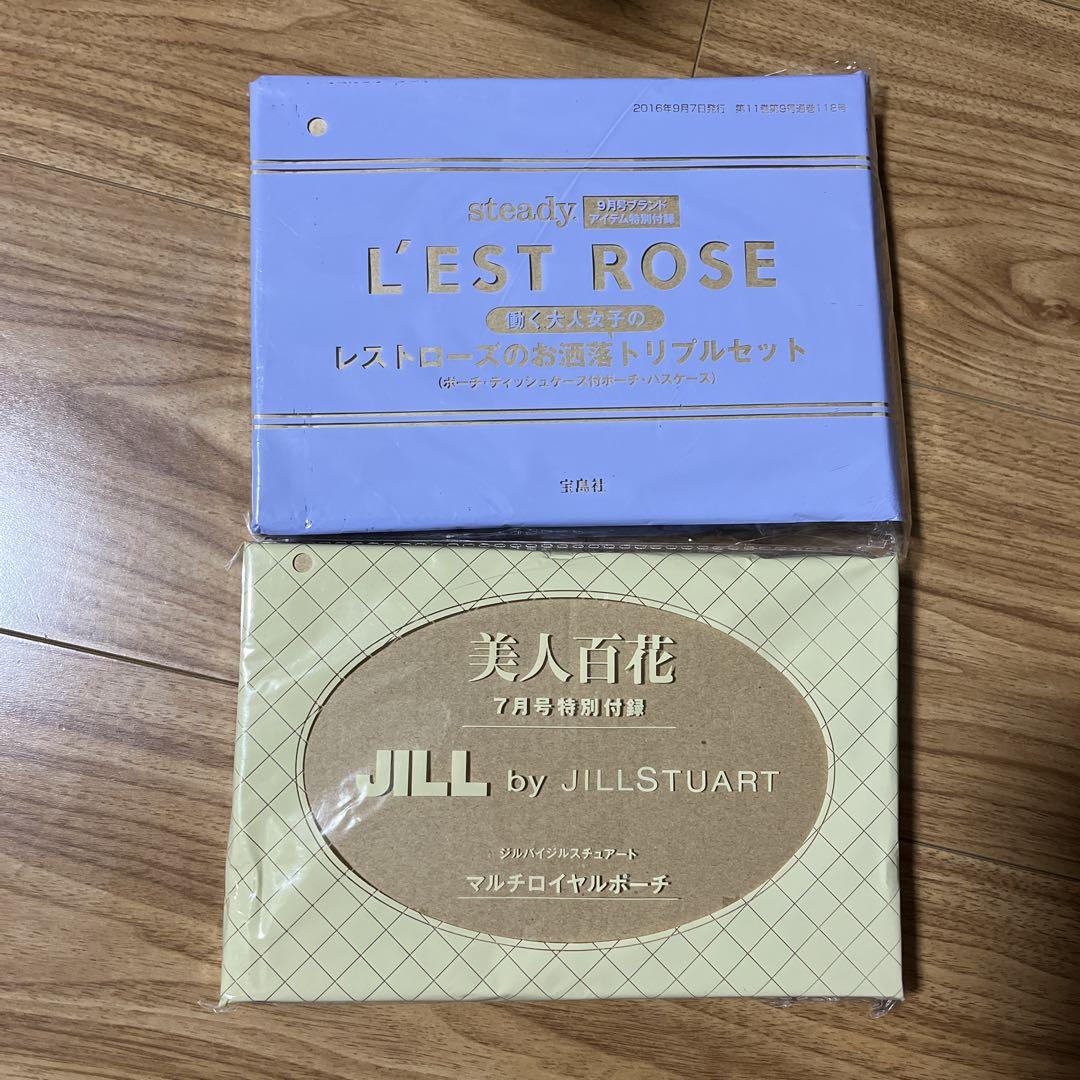 2016年9月7日発行 第11巻第9号通巻118号
steady. 9月号ブランド
アイテム特別付録
L'EST ROSE
働く大人女子の
レストローズのお洒落トリプルセット
(ポーチ・ティッシュケース付ポーチ・パスケース)
宝島社
美人百花
7月号特別付録
JILL by JILLSTUART
ジルバイジルスチュアート
マルチロイヤルポーチ